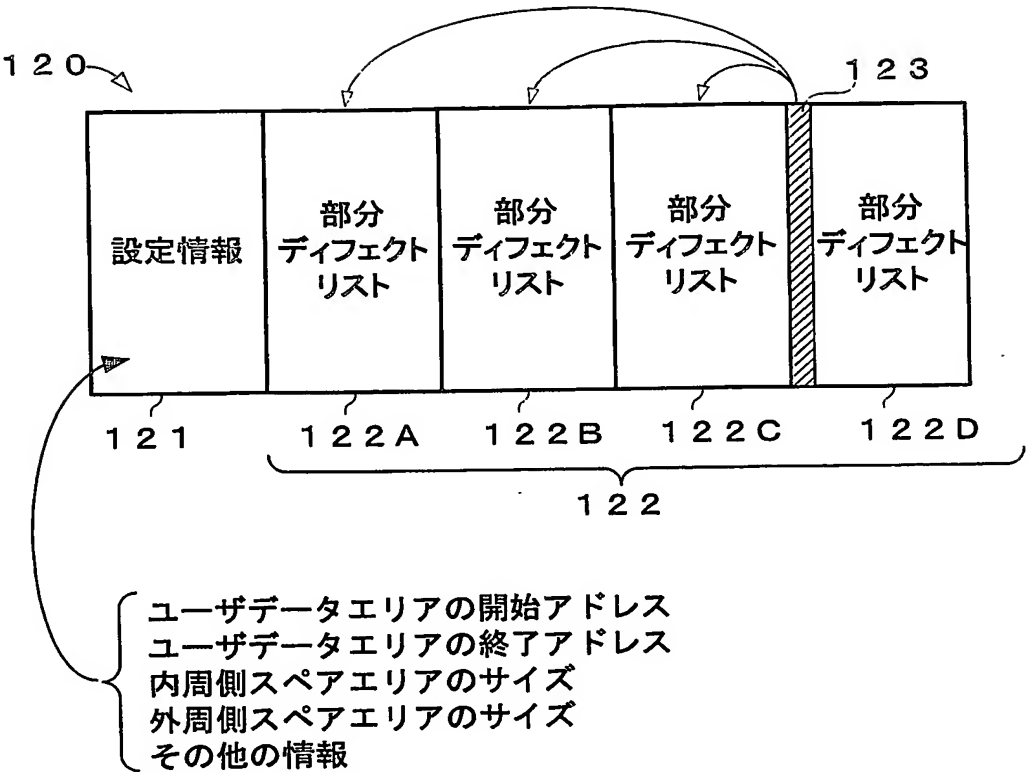 120
123
設定情報
部分
ディフェクト
リスト
部分
ディフェクト
リスト
部分
ディフェクト
リスト
部分
ディフェクト
リスト
121
122A
122B
122C
122D
122
ユーザデータエリアの開始アドレス
ユーザデータエリアの終了アドレス
内周側スペアエリアのサイズ
外周側スペアエリアのサイズ
その他の情報